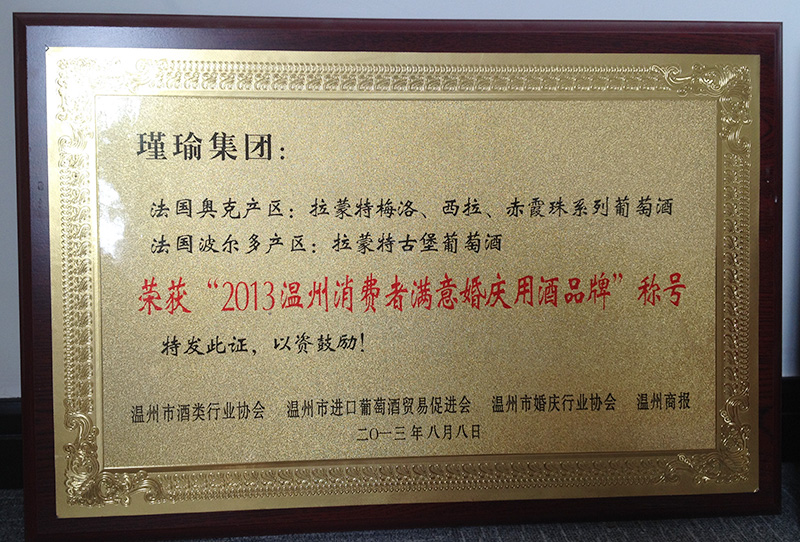 瑾瑜集团：
法国奥克产区：拉蒙特梅洛、西拉、赤霞珠系列葡萄酒
法国波尔多产区：拉蒙特古堡葡萄酒
荣获“2013温州消费者满意婚庆用酒品牌”称号
特发此证，以资鼓励！
温州市酒类行业协会 温州市进口葡萄酒贸易促进会 温州市婚庆行业协会 温州商报
二〇一三年八月八日